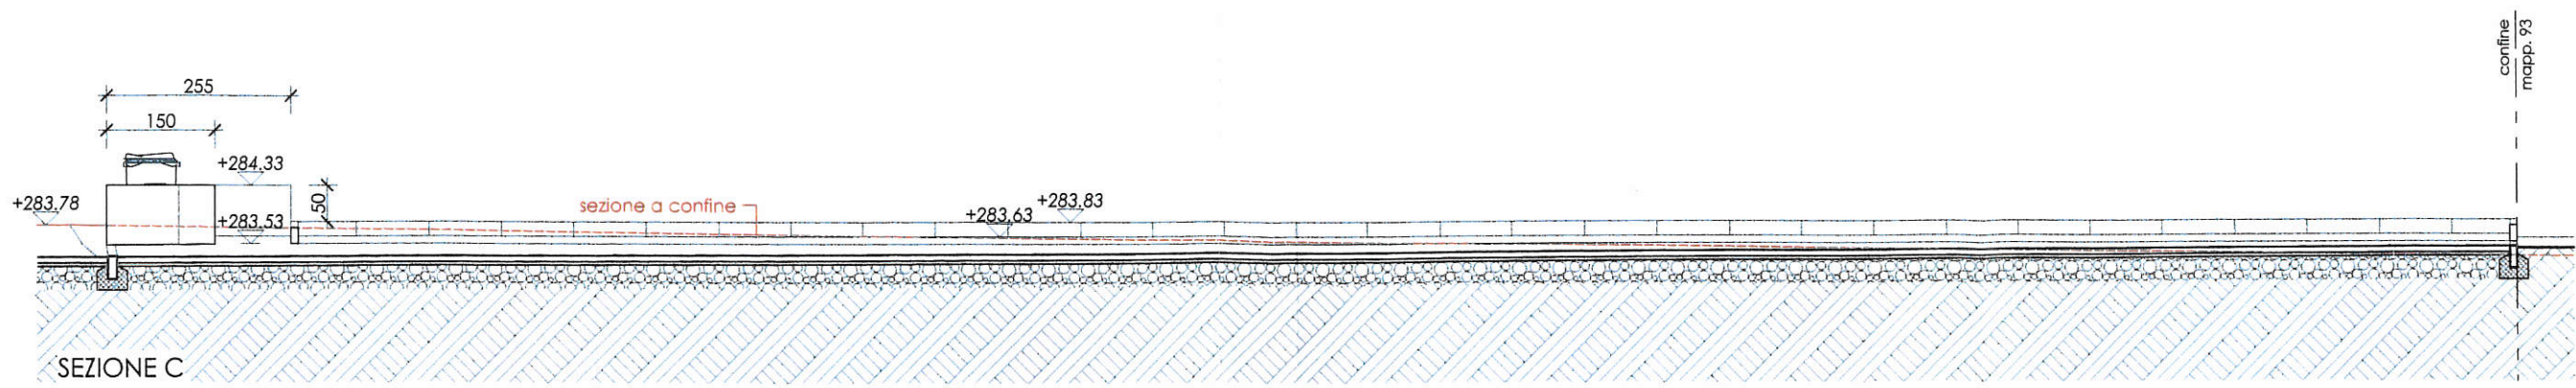 confine
mapp. 93
255
150
+284.33
50
+283.78
+283.53
sezione a confine
+283.63
+283.83
SEZIONE C